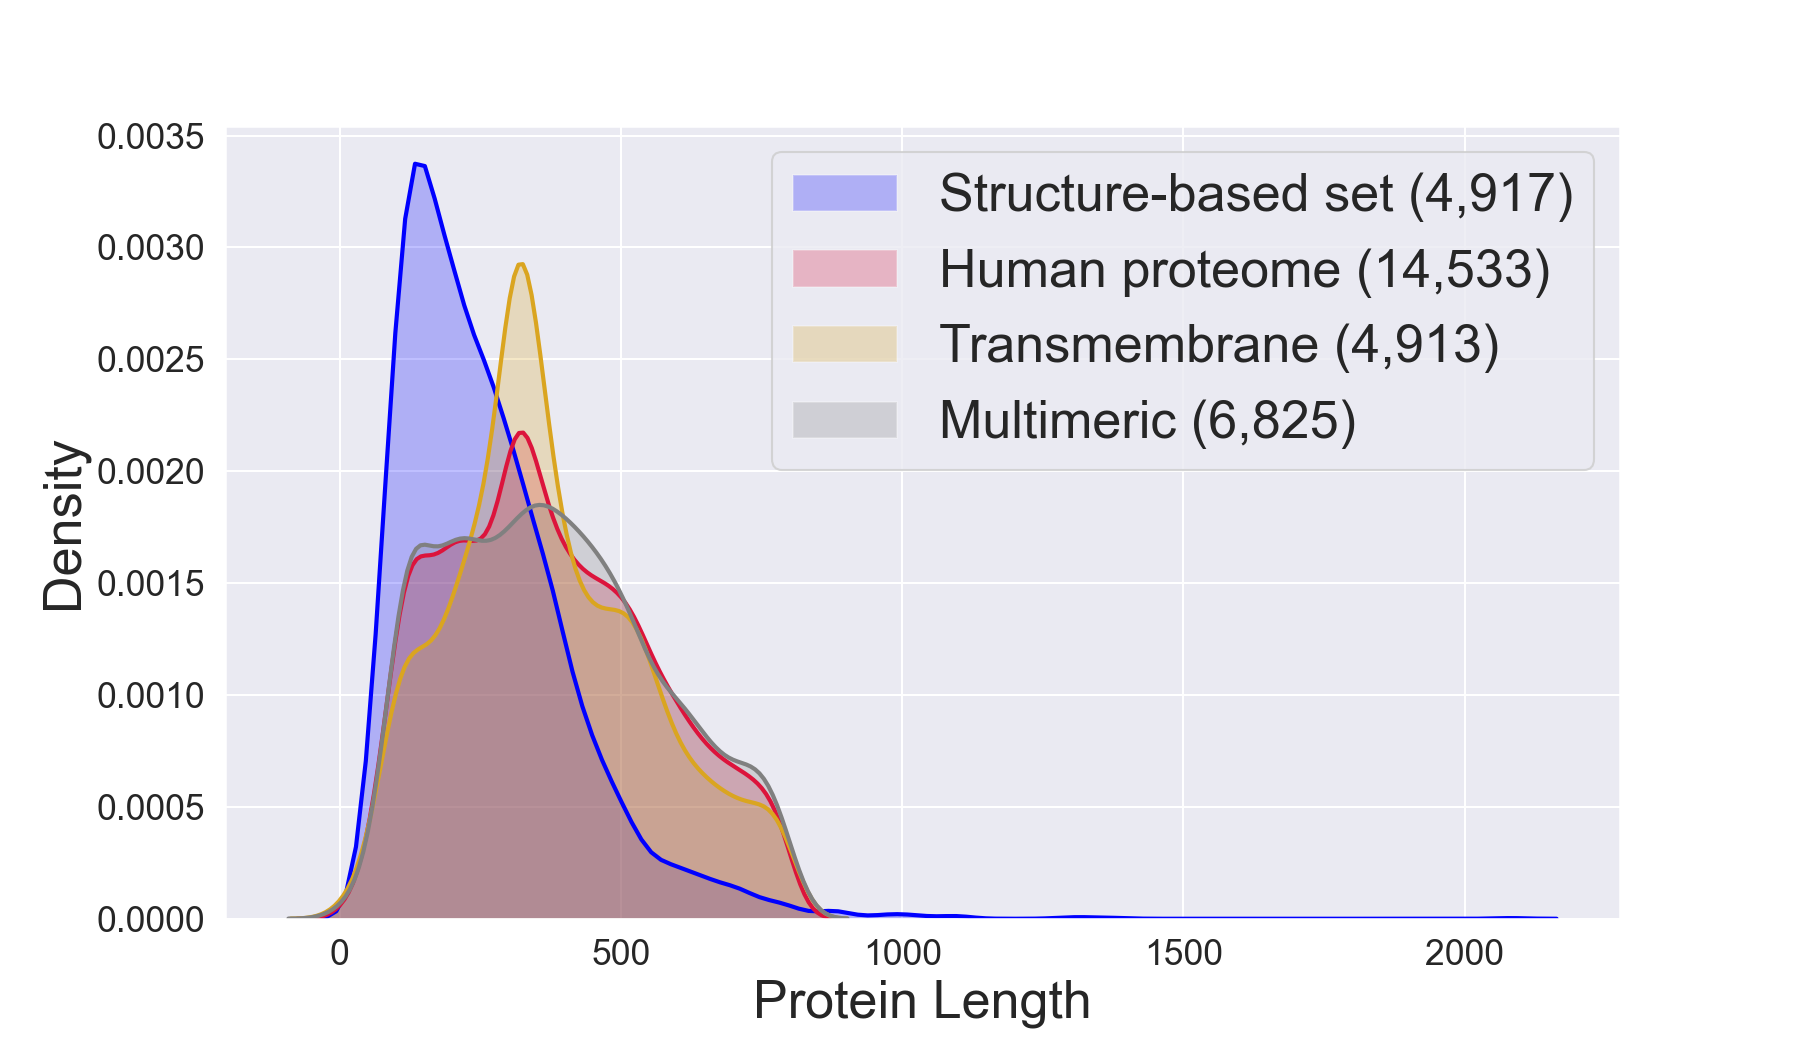 0.0035
0.0030
0.0025
0.0020
0.0015
0.0010
0.0005
0.0000
Density
Structure-based set (4,917)
Human proteome (14,533)
Transmembrane (4,913)
Multimeric (6,825)
0 500 1000 1500 2000
Protein Length